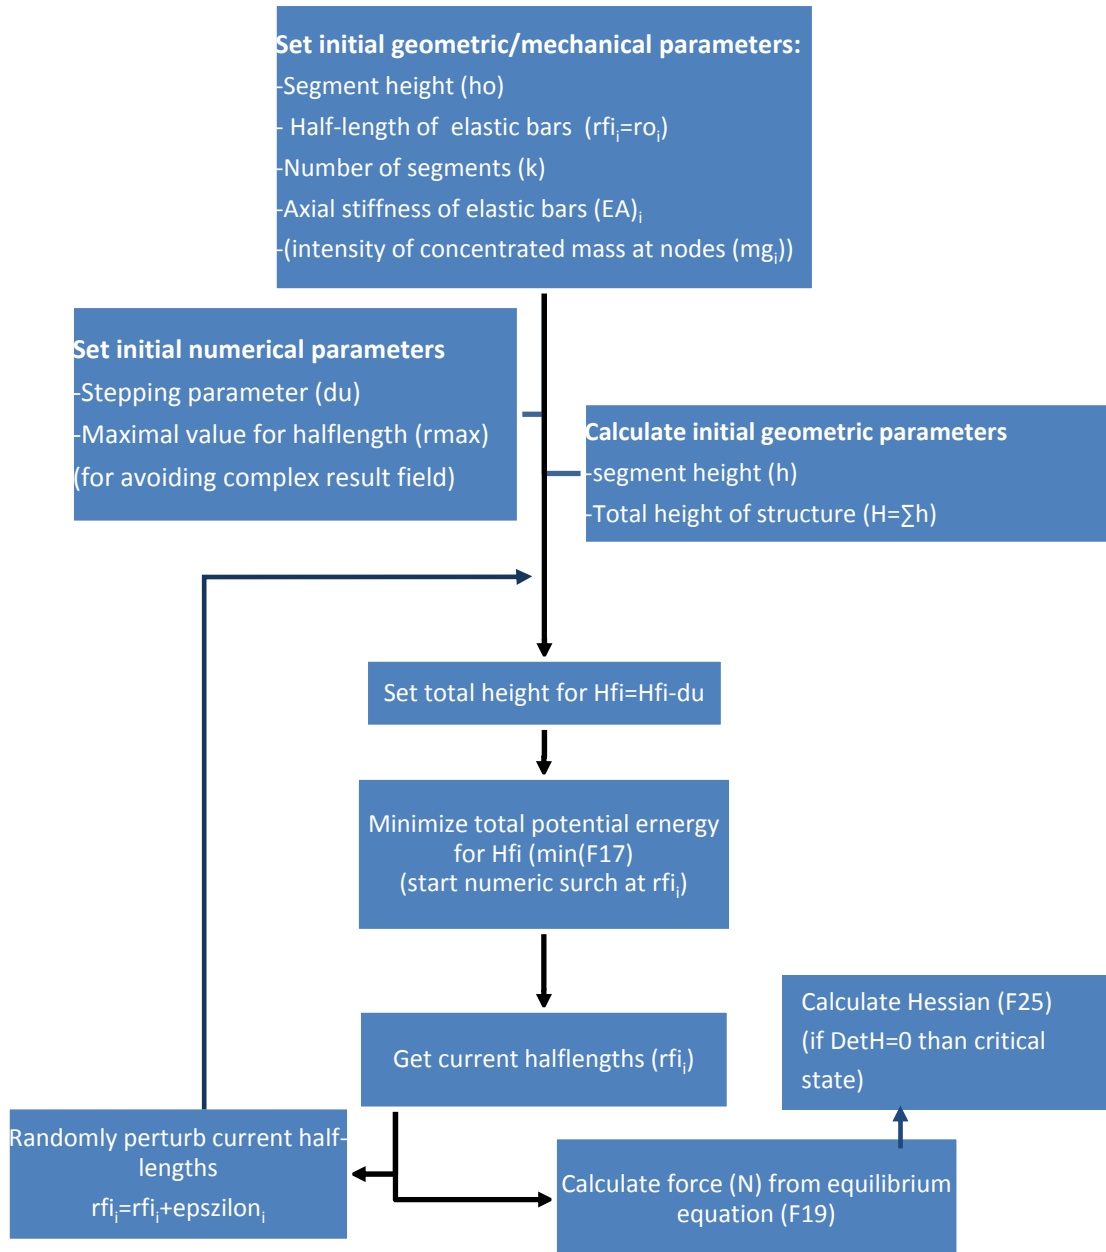 Set initial geometric/mechanical parameters:
-Segment height (ho)
- Half-length of elastic bars (rfiᵢ=roᵢ)
-Number of segments (k)
-Axial stiffness of elastic bars (EA)ᵢ
-(intensity of concentrated mass at nodes (mgᵢ))
Set initial numerical parameters
-Stepping parameter (du)
-Maximal value for halflength (rmax)
(for avoiding complex result field)
Calculate initial geometric parameters
-segment height (h)
-Total height of structure (H=∑h)
Set total height for Hfi=Hfi-du
Minimize total potential ernergy
for Hfi (min(F17)
(start numeric surch at rfiᵢ)
Get current halflengths (rfiᵢ)
Calculate Hessian (F25)
(if DetH=0 than critical
state)
Randomly perturb current half-
lengths
rfiᵢ=rfiᵢ+epszilonᵢ
Calculate force (N) from equilibrium
equation (F19)